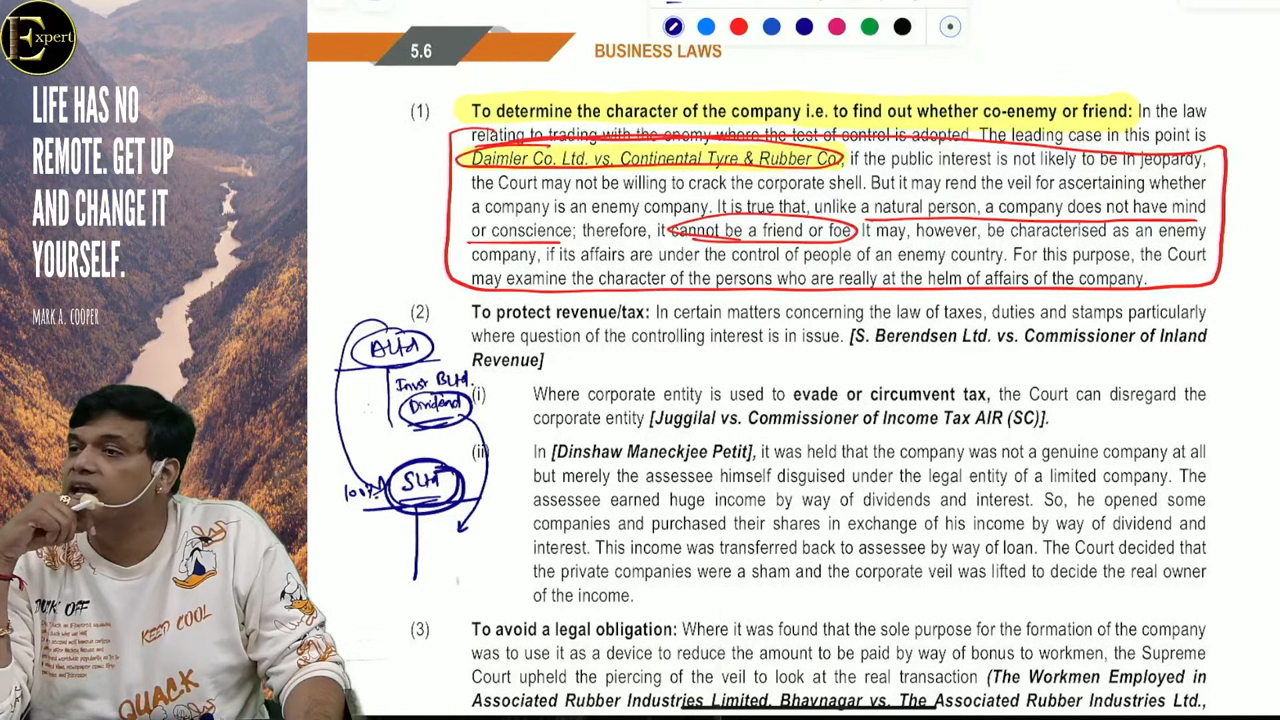 Expert
LIFE HAS NO
REMOTE. GET UP
AND CHANGE IT
YOURSELF.
MARK A. COOPER
5.6
BUSINESS LAWS
(1) To determine the character of the company i.e. to find out whether co-enemy or friend: In the law
relating to trading with the enemy where the test of control is adopted. The leading case in this point is
Daimler Co. Ltd. vs. Continental Tyre & Rubber Co., if the public interest is not likely to be in jeopardy,
the Court may not be willing to crack the corporate shell. But it may rend the veil for ascertaining whether
a company is an enemy company. It is true that, unlike a natural person, a company does not have mind
or conscience; therefore, it cannot be a friend or foe. It may, however, be characterised as an enemy
company, if its affairs are under the control of people of an enemy country. For this purpose, the Court
may examine the character of the persons who are really at the helm of affairs of the company.
(2) To protect revenue/tax: In certain matters concerning the law of taxes, duties and stamps particularly
where question of the controlling interest is in issue. [S. Berendsen Ltd. vs. Commissioner of Inland
Revenue]
A Ltd
Invst B Ltd.
Dividend
100%
S Ltd
(i) Where corporate entity is used to evade or circumvent tax, the Court can disregard the
corporate entity [Juggilal vs. Commissioner of Income Tax AIR (SC)].
(ii) In [Dinshaw Maneckjee Petit], it was held that the company was not a genuine company at all
but merely the assessee himself disguised under the legal entity of a limited company. The
assessee earned huge income by way of dividends and interest. So, he opened some
companies and purchased their shares in exchange of his income by way of dividend and
interest. This income was transferred back to assessee by way of loan. The Court decided that
the private companies were a sham and the corporate veil was lifted to decide the real owner
of the income.
(3) To avoid a legal obligation: Where it was found that the sole purpose for the formation of the company
was to use it as a device to reduce the amount to be paid by way of bonus to workmen, the Supreme
Court upheld the piercing of the veil to look at the real transaction (The Workmen Employed in
Associated Rubber Industries Limited, Bhavnagar vs. The Associated Rubber Industries Ltd.,
OFF
KEEP COOL
QUACK